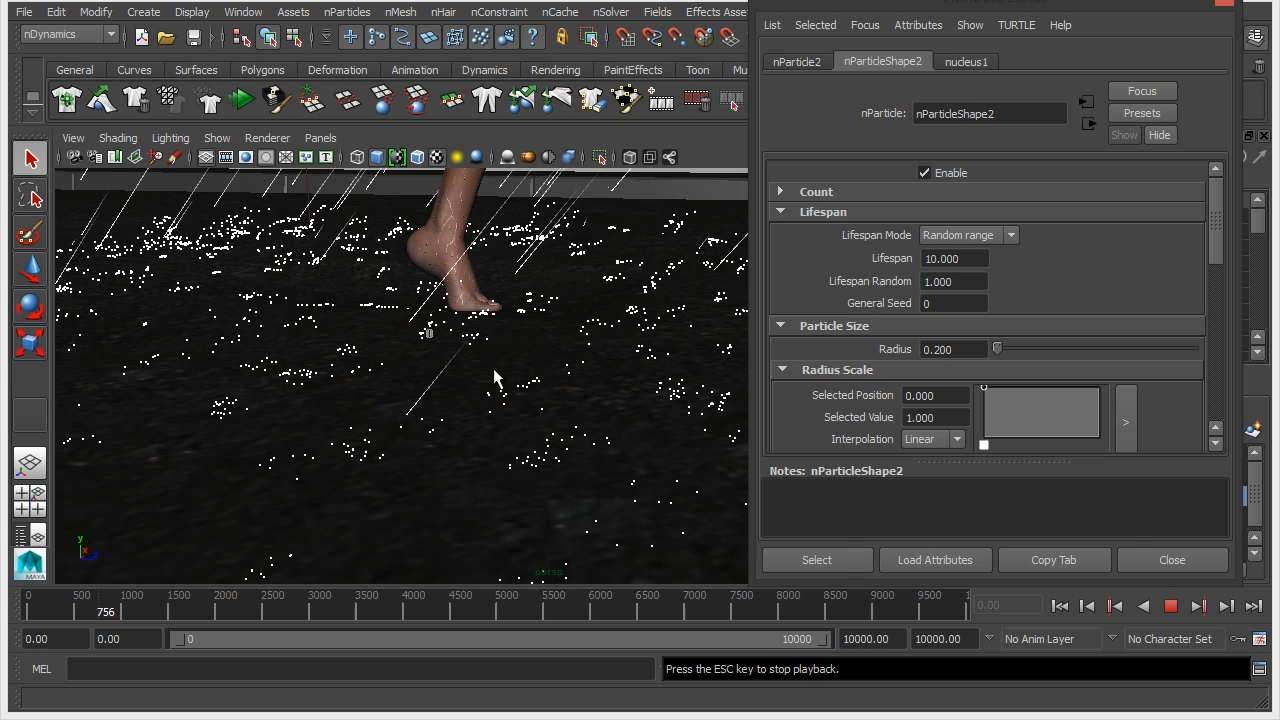 File Edit Modify Create Display Window Assets nParticles nMesh nHair nConstraint nCache nSolver Fields Effects Asse
nDynamics
General Curves Surfaces Polygons Deformation Animation Dynamics Rendering PaintEffects Toon Mu
View Shading Lighting Show Renderer Panels
persp
y
x
MAYA
List Selected Focus Attributes Show TURTLE Help
nParticle2 nParticleShape2 nucleus1
nParticle: nParticleShape2
Focus
Presets
Show Hide
Enable
Count
Lifespan
Lifespan Mode Random range
Lifespan 10.000
Lifespan Random 1.000
General Seed 0
Particle Size
Radius 0.200
Radius Scale
Selected Position 0.000
Selected Value 1.000
Interpolation Linear
>
Notes: nParticleShape2
Select Load Attributes Copy Tab Close
0 500 1000 1500 2000 2500 3000 3500 4000 4500 5000 5500 6000 6500 7000 7500 8000 8500 9000 9500 1
756
0.00
0.00 0.00 0 10000 10000.00 10000.00 No Anim Layer No Character Set
MEL
Press the ESC key to stop playback.